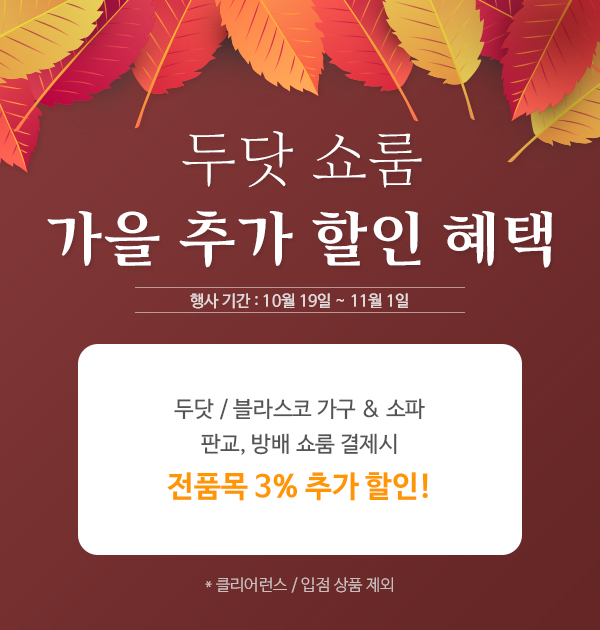 두닷 쇼룸
가을 추가 할인 혜택
행사 기간 : 10월 19일 ~ 11월 1일
두닷 / 블라스코 가구 & 소파
판교, 방배 쇼룸 결제시
전품목 3% 추가 할인!
* 클리어런스 / 입점 상품 제외